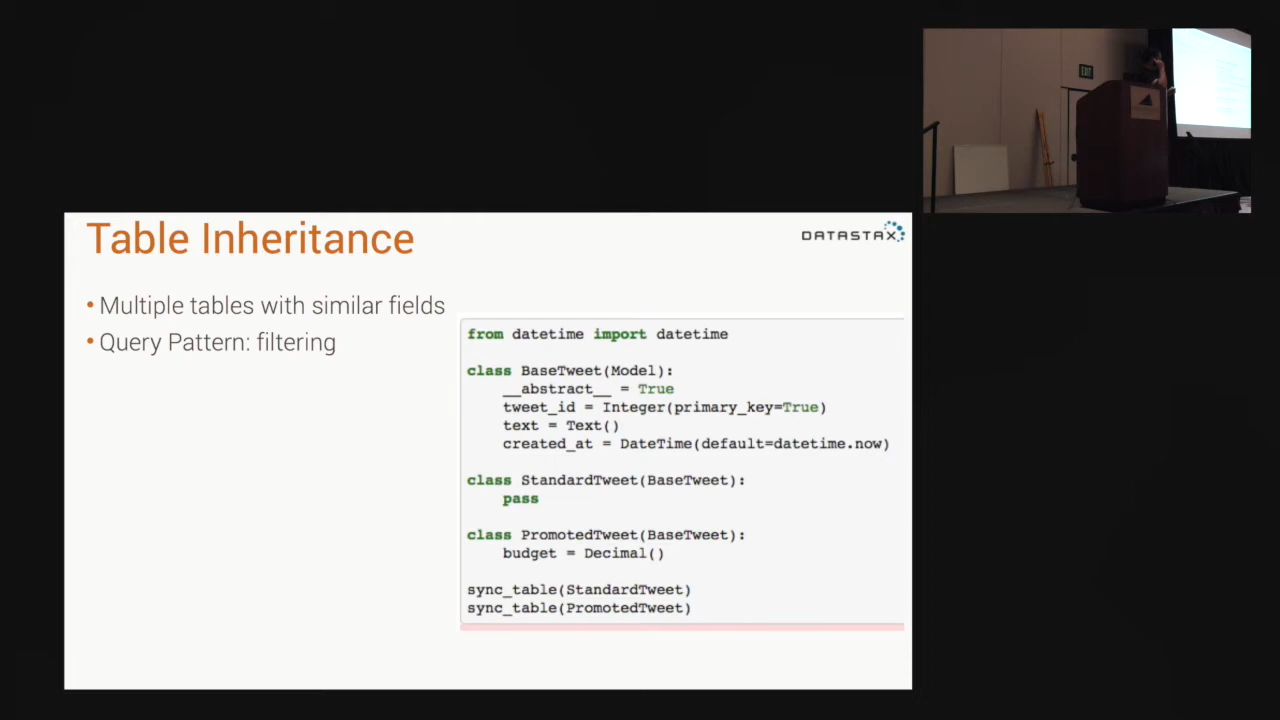 EXIT
Table Inheritance
DATASTAX
• Multiple tables with similar fields
• Query Pattern: filtering
from datetime import datetime
class BaseTweet(Model):
__abstract__ = True
tweet_id = Integer(primary_key=True)
text = Text()
created_at = DateTime(default=datetime.now)
class StandardTweet(BaseTweet):
pass
class PromotedTweet(BaseTweet):
budget = Decimal()
sync_table(StandardTweet)
sync_table(PromotedTweet)